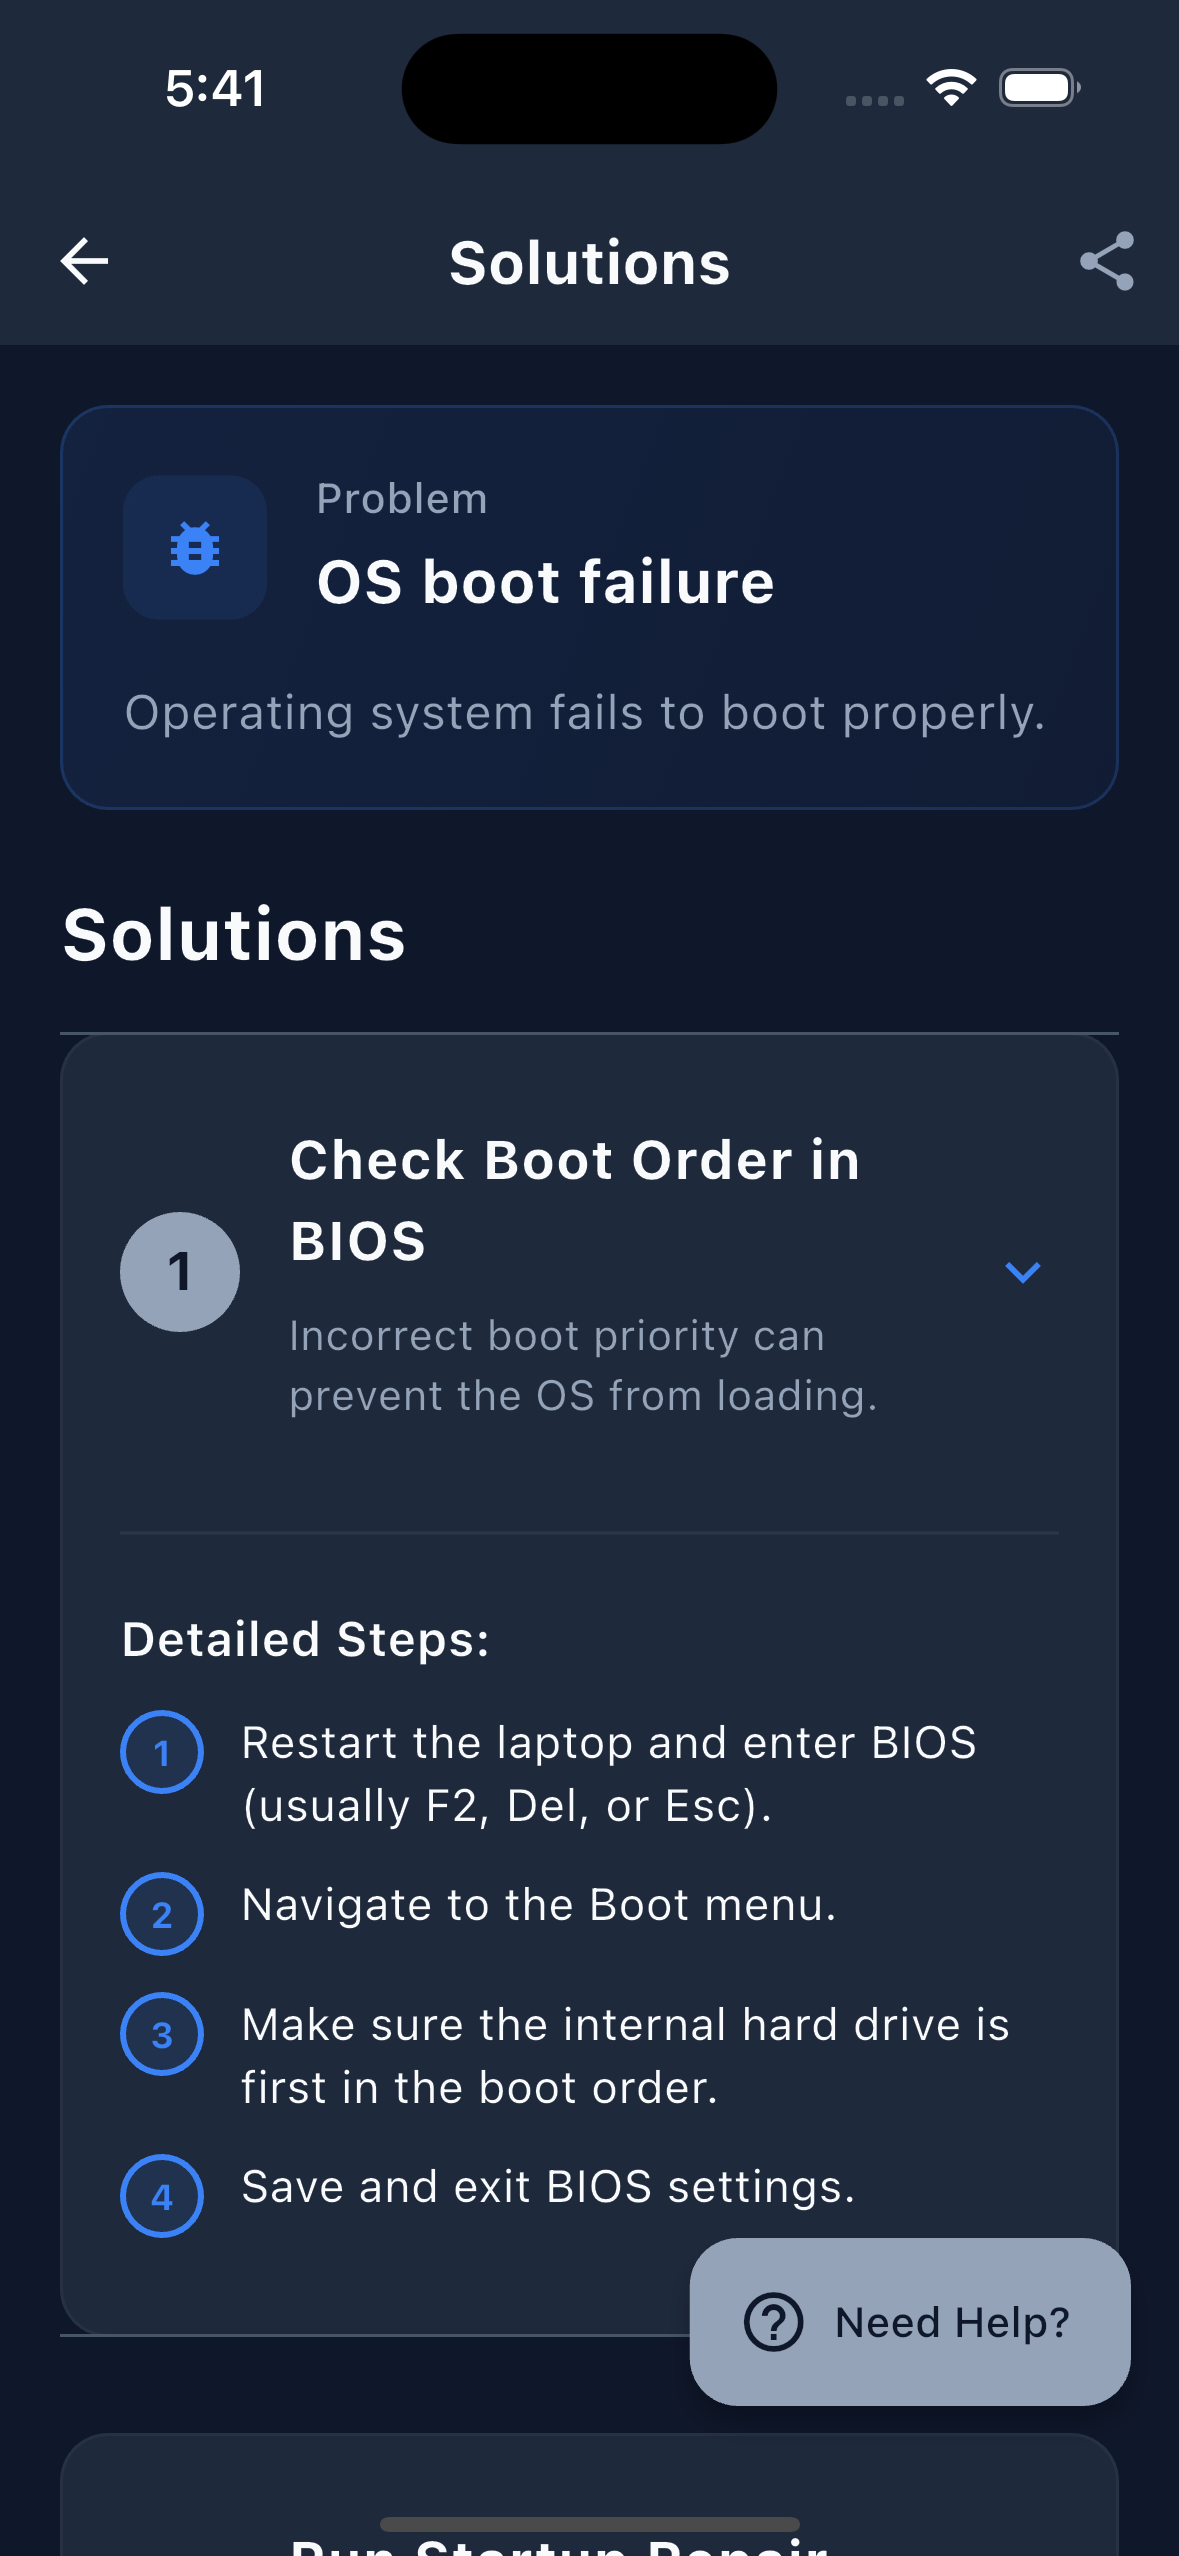 5:41
Solutions
Problem
OS boot failure
Operating system fails to boot properly.
Solutions
1
Check Boot Order in
BIOS
Incorrect boot priority can
prevent the OS from loading.
Detailed Steps:
1 Restart the laptop and enter BIOS
(usually F2, Del, or Esc).
2 Navigate to the Boot menu.
3 Make sure the internal hard drive is
first in the boot order.
4 Save and exit BIOS settings.
Need Help?
Run Startup Repair